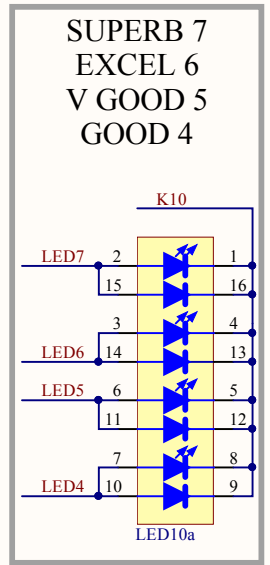 SUPERB 7
EXCEL 6
V GOOD 5
GOOD 4
K10
LED7 2 1
15 16
3 4
LED6 14 13
LED5 6 5
11 12
7 8
LED4 10 9
LED10a